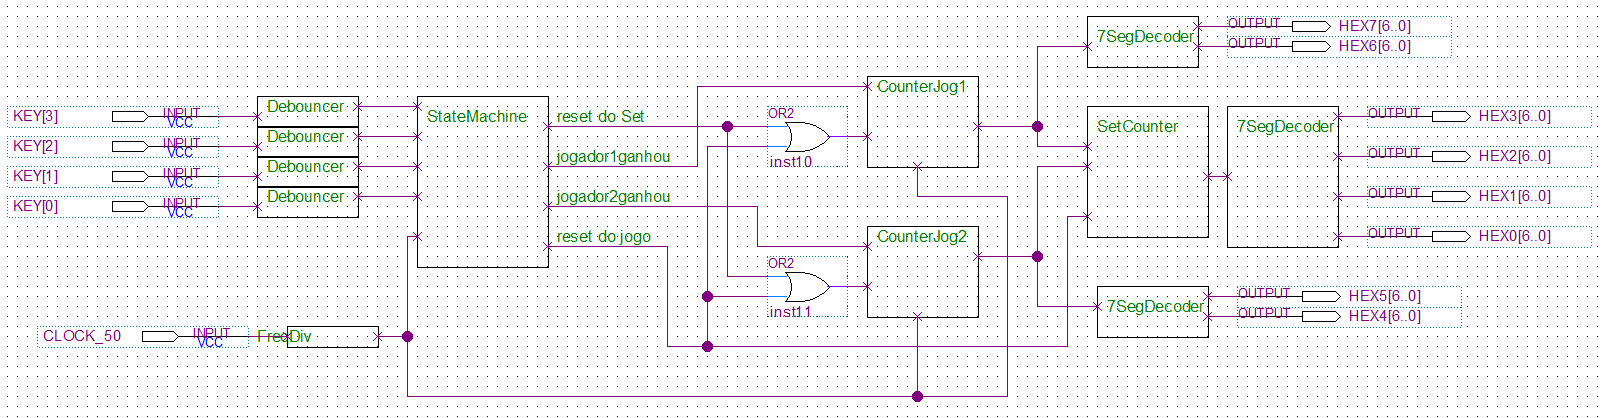 KEY[3]
INPUT
VCC
KEY[2]
INPUT
VCC
KEY[1]
INPUT
VCC
KEY[0]
INPUT
VCC
CLOCK_50
INPUT
VCC
Debouncer
Debouncer
Debouncer
Debouncer
FreqDiv
StateMachine
reset do Set
jogador1ganhou
jogador2ganhou
reset do jogo
OR2
inst10
OR2
inst11
CounterJog1
CounterJog2
7SegDecoder
OUTPUT
HEX7[6..0]
OUTPUT
HEX6[6..0]
SetCounter
7SegDecoder
OUTPUT
HEX3[6..0]
OUTPUT
HEX2[6..0]
OUTPUT
HEX1[6..0]
OUTPUT
HEX0[6..0]
7SegDecoder
OUTPUT
HEX5[6..0]
OUTPUT
HEX4[6..0]